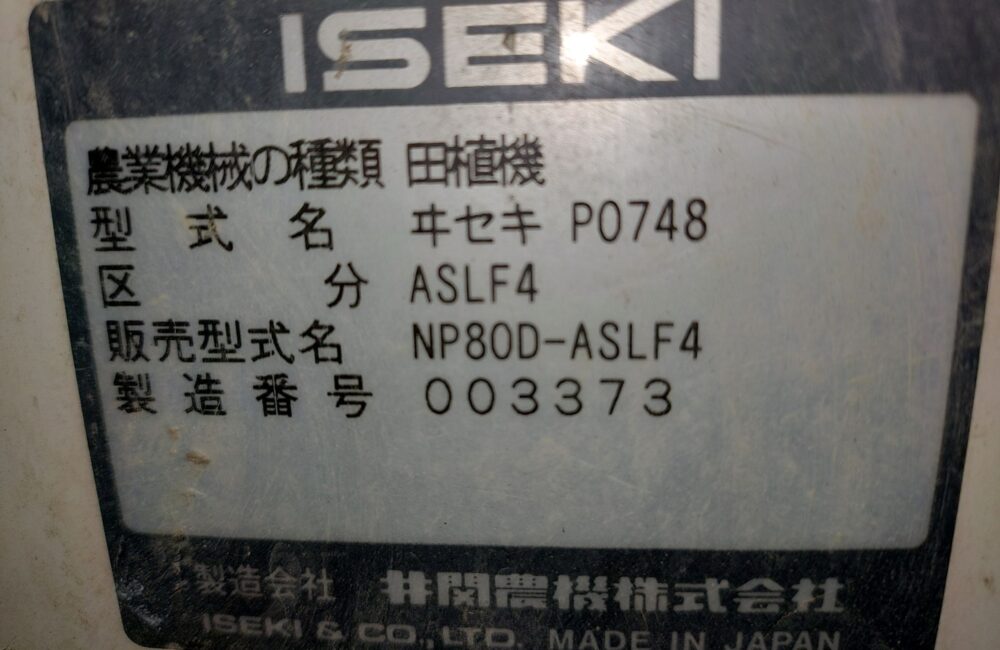 ISEKI
農業機械の種類 田植機
型式名 ヰセキ P0748
区分 ASLF4
販売型式名 NP80D-ASLF4
製造番号 003373
製造会社 井関農機株式会社
ISEKI & CO., LTD. MADE IN JAPAN